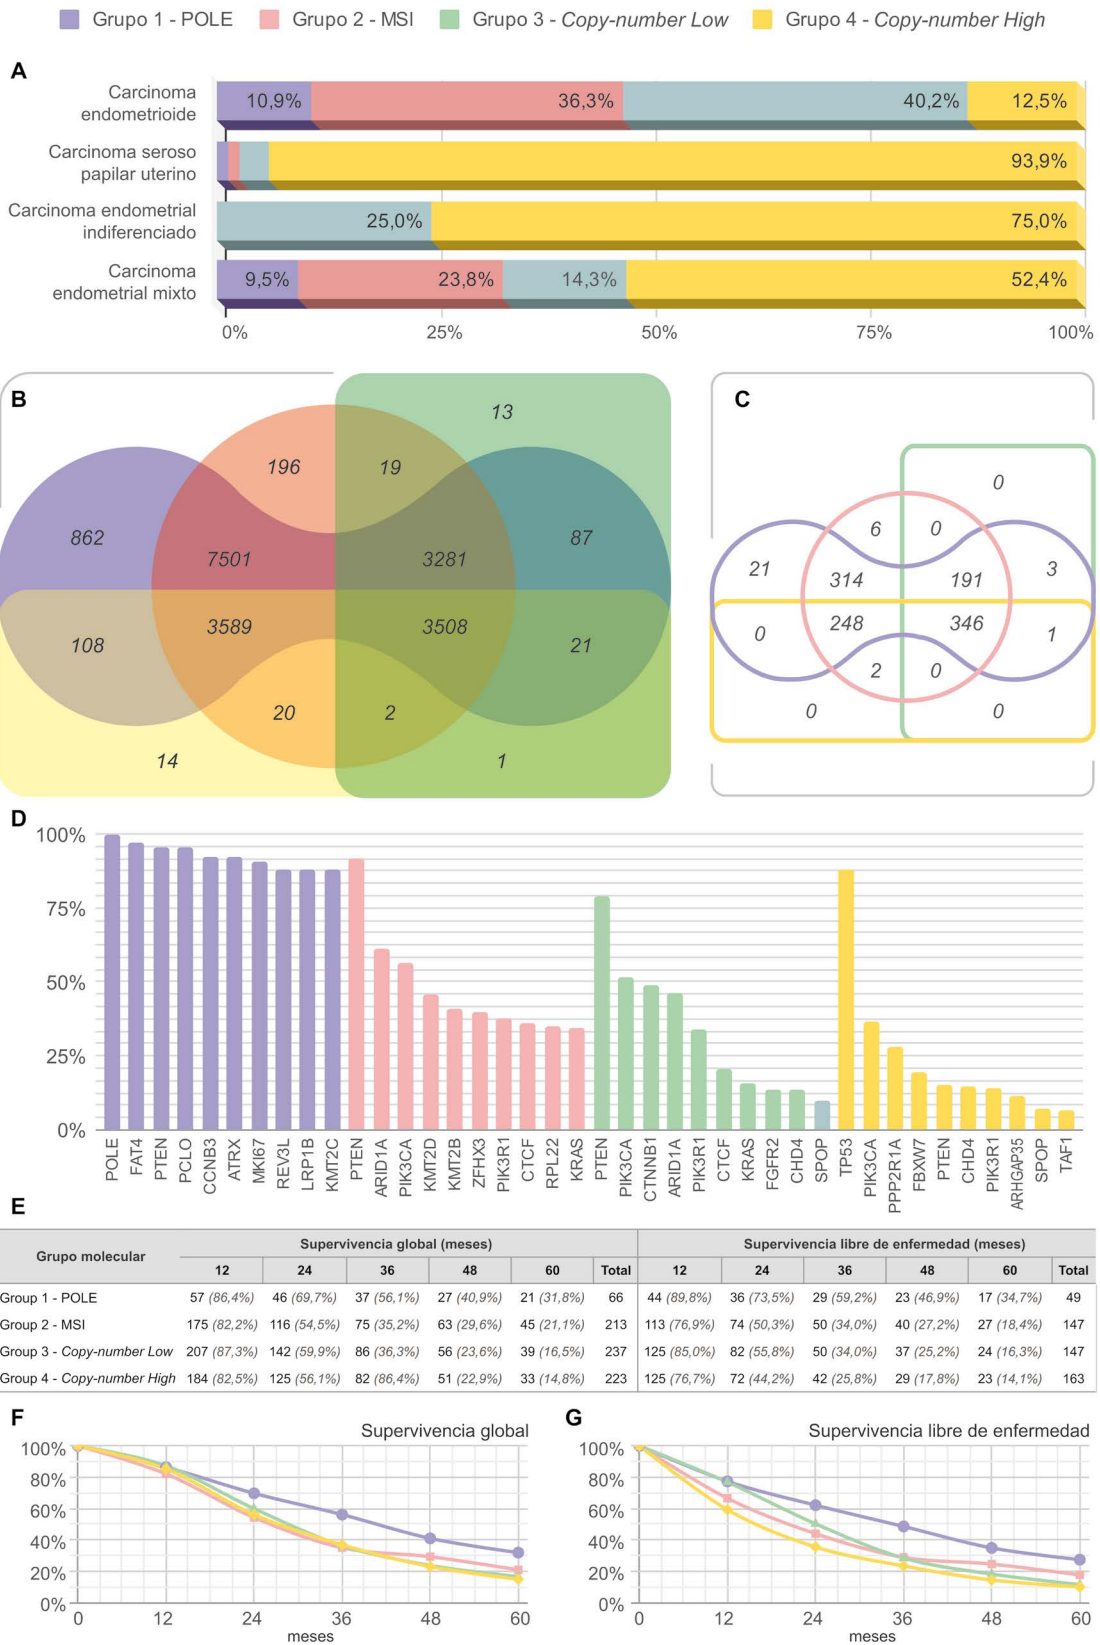 Grupo 1 - POLE Grupo 2 - MSI Grupo 3 - Copy-number Low Grupo 4 - Copy-number High
A
Carcinoma
endometrioide
10,9% 36,3% 40,2% 12,5%
Carcinoma seroso
papilar uterino
93,9%
Carcinoma endometrial
indiferenciado
25,0% 75,0%
Carcinoma
endometrial mixto
9,5% 23,8% 14,3% 52,4%
0% 25% 50% 75% 100%
B
13
196 19
862 87
7501 3281
3589 3508
108 21
20 2
14 1
C
0
6 0
21 3
314 191
248 346
0 1
2 0
0 0
D
100%
75%
50%
25%
0%
POLE
FAT4
PTEN
PCLO
CCNB3
ATRX
MKI67
REV3L
LRP1B
KMT2C
PTEN
ARID1A
PIK3CA
KMT2D
KMT2B
ZFHX3
PIK3R1
CTCF
RPL22
KRAS
PTEN
PIK3CA
CTNNB1
ARID1A
PIK3R1
CTCF
KRAS
FGFR2
CHD4
SPOP
TP53
PIK3CA
PPP2R1A
FBXW7
PTEN
CHD4
PIK3R1
ARHGAP35
SPOP
TAF1
E
Grupo molecular Supervivencia global (meses) Supervivencia libre de enfermedad (meses)
12 24 36 48 60 Total 12 24 36 48 60 Total
Group 1 - POLE 57 (86,4%) 46 (69,7%) 37 (56,1%) 27 (40,9%) 21 (31,8%) 66 44 (89,8%) 36 (73,5%) 29 (59,2%) 23 (46,9%) 17 (34,7%) 49
Group 2 - MSI 175 (82,2%) 116 (54,5%) 75 (35,2%) 63 (29,6%) 45 (21,1%) 213 113 (76,9%) 74 (50,3%) 50 (34,0%) 40 (27,2%) 27 (18,4%) 147
Group 3 - Copy-number Low 207 (87,3%) 142 (59,9%) 86 (36,3%) 56 (23,6%) 39 (16,5%) 237 125 (85,0%) 82 (55,8%) 50 (34,0%) 37 (25,2%) 24 (16,3%) 147
Group 4 - Copy-number High 184 (82,5%) 125 (56,1%) 82 (86,4%) 51 (22,9%) 33 (14,8%) 223 125 (76,7%) 72 (44,2%) 42 (25,8%) 29 (17,8%) 23 (14,1%) 163
F
Supervivencia global
100%
80%
60%
40%
20%
0%
0 12 24 36 48 60
meses
G
Supervivencia libre de enfermedad
100%
80%
60%
40%
20%
0%
0 12 24 36 48 60
meses